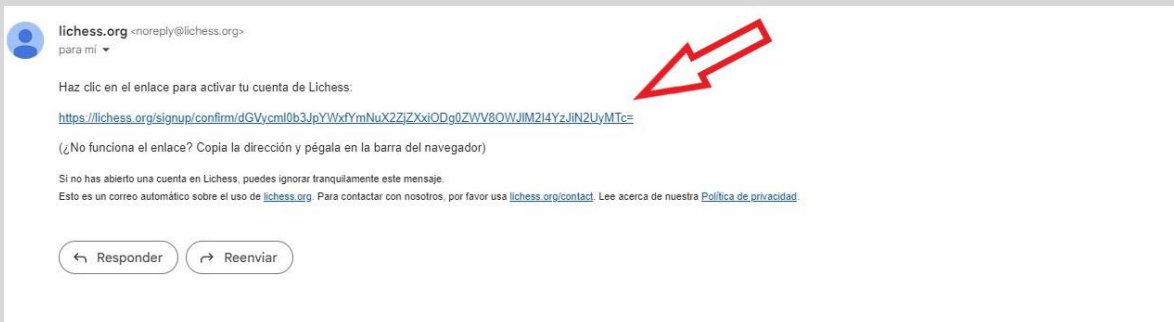 lichess.org <noreply@lichess.org>
para mí
Haz clic en el enlace para activar tu cuenta de Lichess:
https://lichess.org/signup/confirm/dGVycml0b3JpYWxfYmNuX2ZjZXxiODg0ZWV8OWJlM2I4YzJiN2UyMTc=
(¿No funciona el enlace? Copia la dirección y pégala en la barra del navegador)
Si no has abierto una cuenta en Lichess, puedes ignorar tranquilamente este mensaje.
Esto es un correo automático sobre el uso de lichess.org. Para contactar con nosotros, por favor usa lichess.org/contact. Lee acerca de nuestra Política de privacidad.
Responder Reenviar